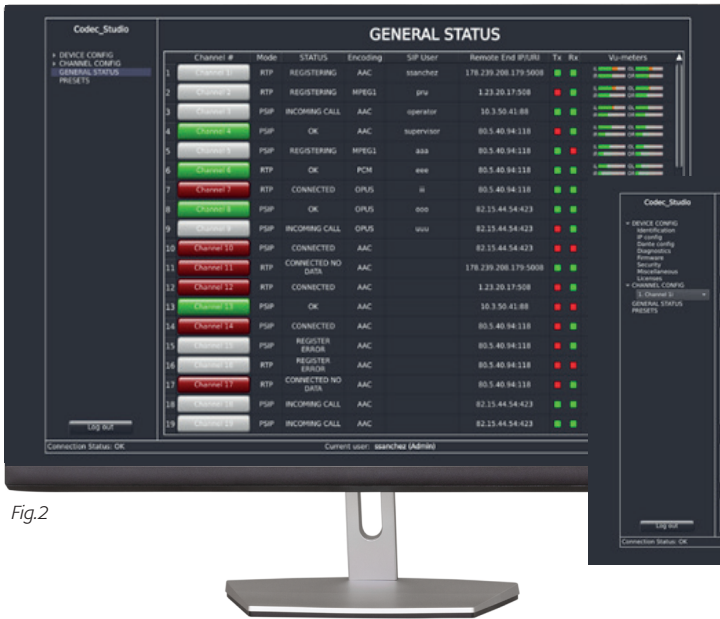 Codec_Studio
DEVICE CONFIG
CHANNEL CONFIG
GENERAL STATUS
PRESETS
Log out
GENERAL STATUS
Channel # Mode STATUS Encoding SIP User Remote End IP/URI Tx Rx Vu-meters
1 Channel 1i RTP REGISTERING AAC ssanchez 178.239.208.179:5008
2 Channel 2 RTP REGISTERING MPEG1 pru 1.23.20.17:508
3 Channel 3 PSIP INCOMING CALL AAC operator 10.3.50.41:88
4 Channel 4 PSIP OK AAC supervisor 80.5.40.94:118
5 Channel 5 PSIP REGISTERING MPEG1 aaa 80.5.40.94:118
6 Channel 6 RTP OK PCM eee 80.5.40.94:118
7 Channel 7 RTP CONNECTED OPUS iii 80.5.40.94:118
8 Channel 8 PSIP OK OPUS ooo 82.15.44.54:423
9 Channel 9 PSIP INCOMING CALL OPUS uuu 82.15.44.54:423
10 Channel 10 PSIP CONNECTED AAC 82.15.44.54:423
11 Channel 11 RTP CONNECTED NO DATA AAC 178.239.208.179:5008
12 Channel 12 RTP CONNECTED AAC 1.23.20.17:508
13 Channel 13 PSIP OK AAC 10.3.50.41:88
14 Channel 14 PSIP CONNECTED AAC 80.5.40.94:118
15 Channel 15 PSIP REGISTER ERROR AAC 80.5.40.94:118
16 Channel 16 RTP REGISTER ERROR AAC 80.5.40.94:118
17 Channel 17 RTP CONNECTED NO DATA AAC 80.5.40.94:118
18 Channel 18 PSIP INCOMING CALL AAC 82.15.44.54:423
19 Channel 19 PSIP INCOMING CALL AAC 82.15.44.54:423
Connection Status: OK Current user: ssanchez (Admin)
Codec_Studio
DEVICE CONFIG
Identification
IP config
Dante config
Diagnostics
Firmware
Security
Miscellaneous
Licenses
CHANNEL CONFIG
1: Channel 1i
GENERAL STATUS
PRESETS
Log out
Connection Status: OK
Fig.2